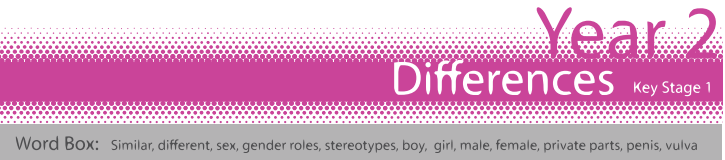 Year 2
Differences Key Stage 1
Word Box: Similar, different, sex, gender roles, stereotypes, boy, girl, male, female, private parts, penis, vulva